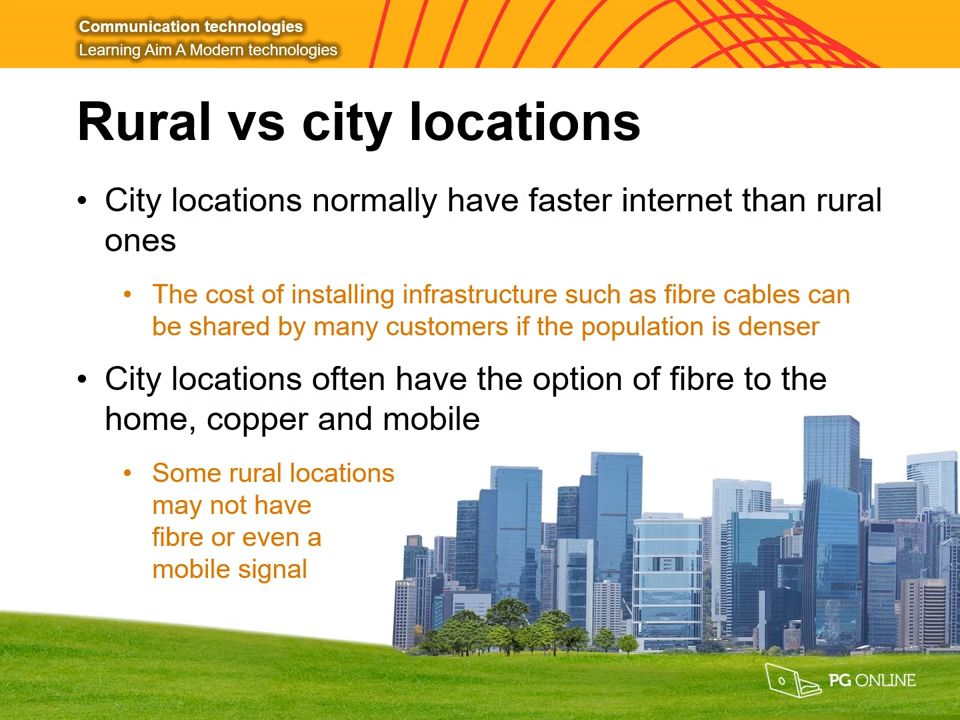 Communication technologies
Learning Aim A Modern technologies
Rural vs city locations
• City locations normally have faster internet than rural
ones
• The cost of installing infrastructure such as fibre cables can
be shared by many customers if the population is denser
• City locations often have the option of fibre to the
home, copper and mobile
• Some rural locations
may not have
fibre or even a
mobile signal
PG ONLINE